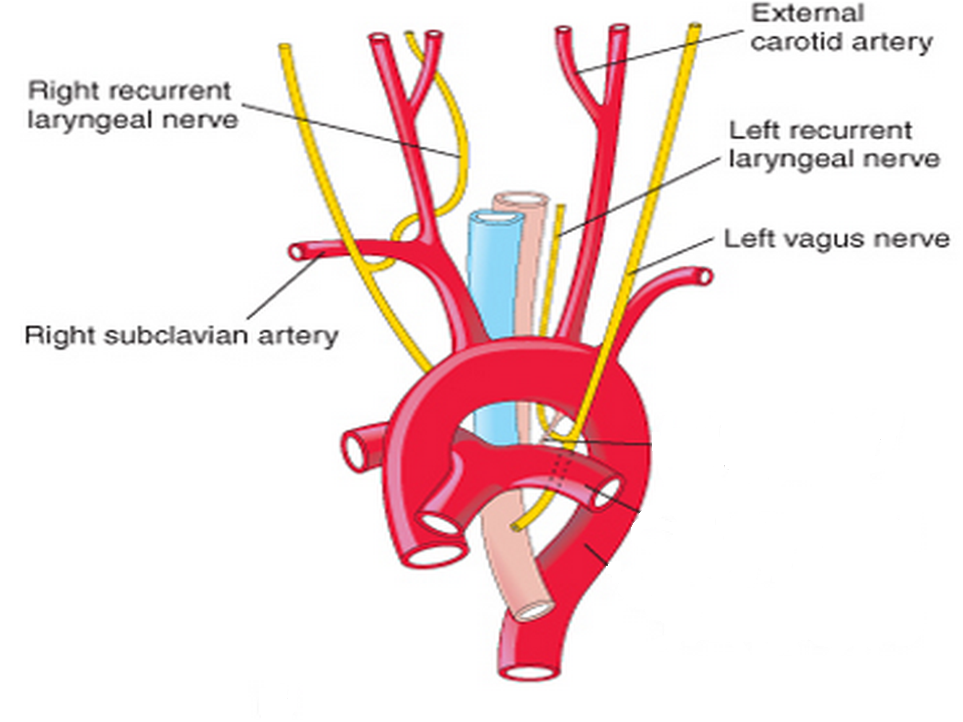 External
carotid artery
Right recurrent
laryngeal nerve
Left recurrent
laryngeal nerve
Left vagus nerve
Right subclavian artery